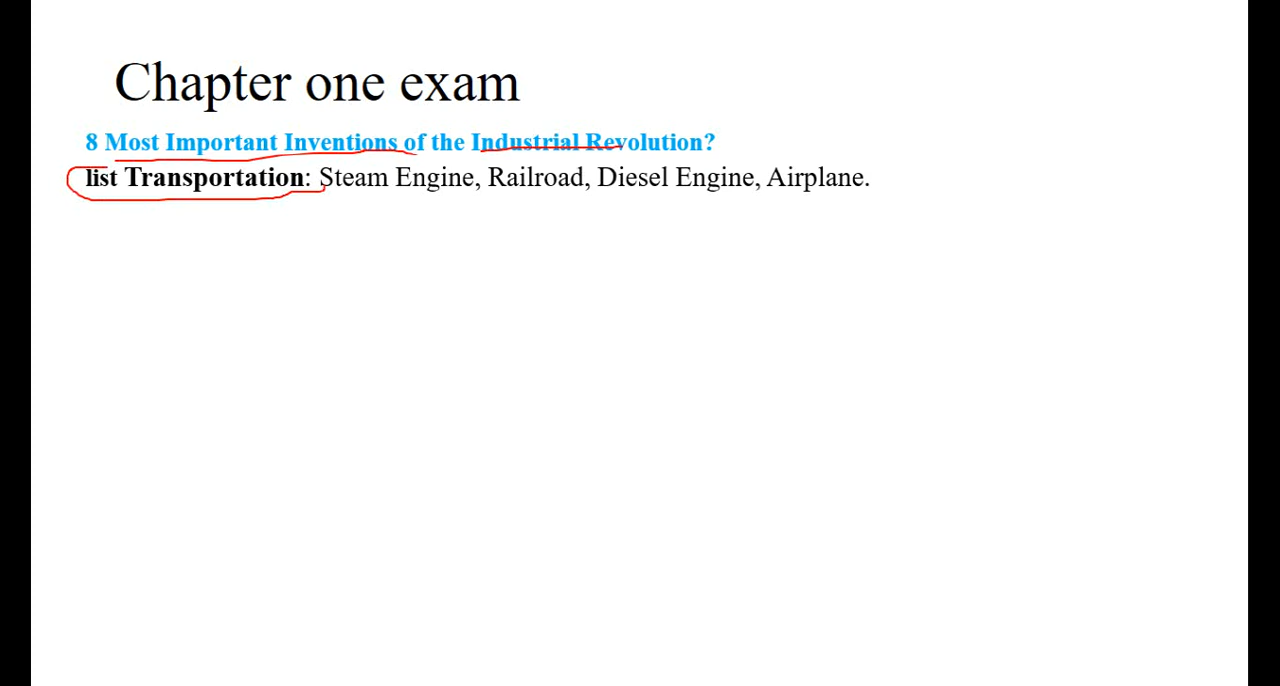 Chapter one exam
8 Most Important Inventions of the Industrial Revolution?
list Transportation: Steam Engine, Railroad, Diesel Engine, Airplane.